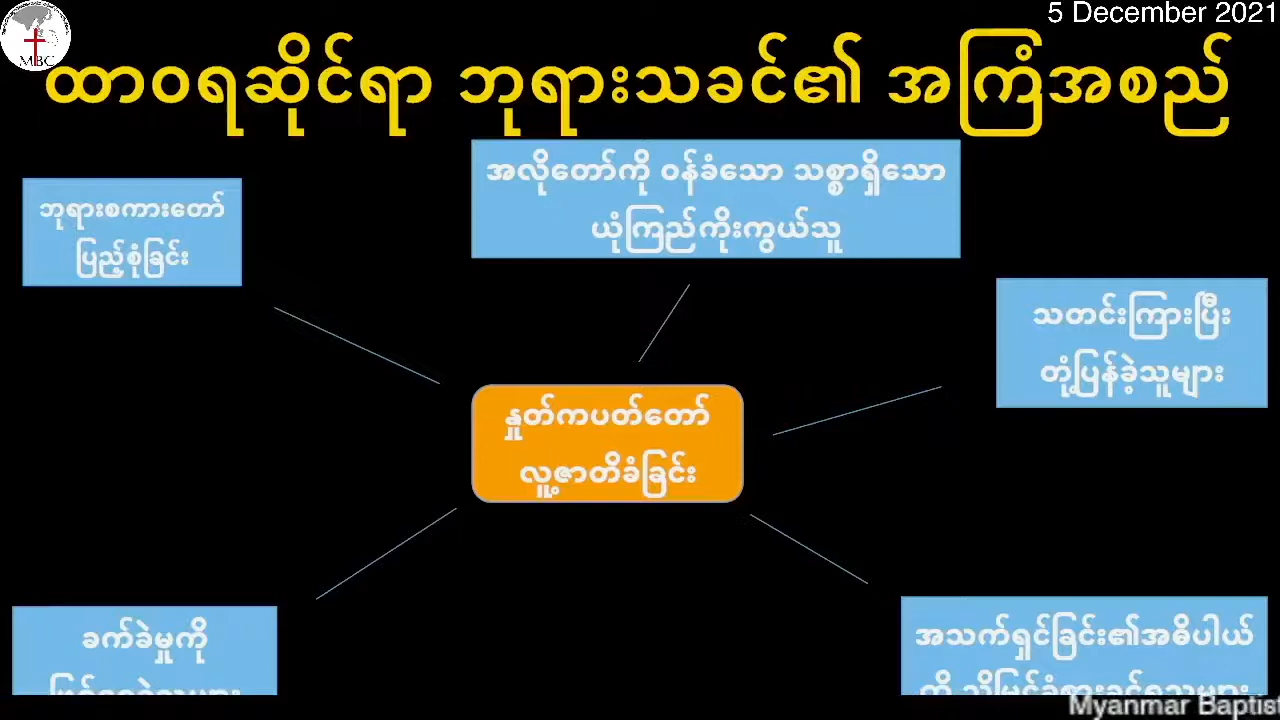 5 December 2021
MBC
ထာဝရဆိုင်ရာ ဘုရားသခင်၏ အကြံအစည်
အလိုတော်ကို ဝန်ခံသော သစ္စာရှိသော
ယုံကြည်ကိုးကွယ်သူ
ဘုရားစကားတော်
ပြည့်စုံခြင်း
သတင်းကြားပြီး
တုံ့ပြန်ခဲ့သူများ
နှုတ်ကပတ်တော်
လူ့ဇာတိခံခြင်း
ခက်ခဲမှုကို
အသက်ရှင်ခြင်း၏အဓိပါယ်
Myanmar Baptist